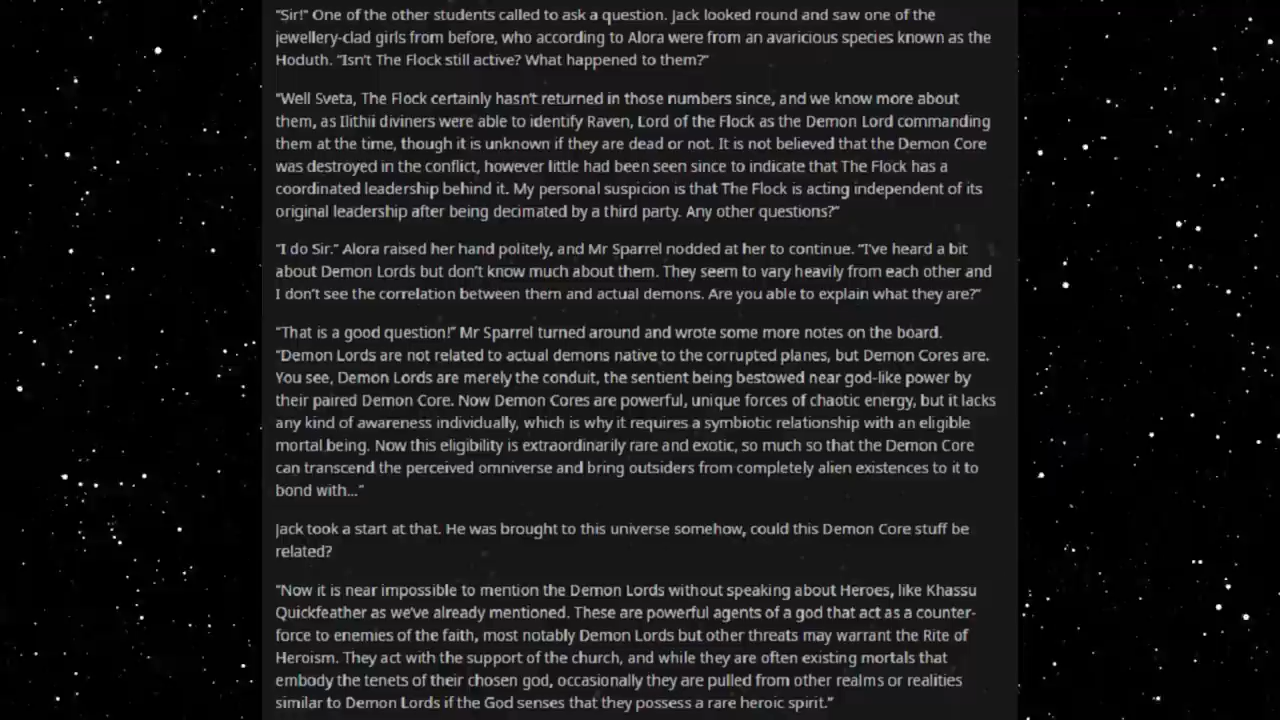 “Sir!” One of the other students called to ask a question. Jack looked round and saw one of the
jewellery-clad girls from before, who according to Alora were from an avaricious species known as the
Hoduth. “Isn’t The Flock still active? What happened to them?”
“Well Sveta, The Flock certainly hasn’t returned in those numbers since, and we know more about
them, as Ilithii diviners were able to identify Raven, Lord of the Flock as the Demon Lord commanding
them at the time, though it is unknown if they are dead or not. It is not believed that the Demon Core
was destroyed in the conflict, however little had been seen since to indicate that The Flock has a
coordinated leadership behind it. My personal suspicion is that The Flock is acting independent of its
original leadership after being decimated by a third party. Any other questions?”
“I do Sir.” Alora raised her hand politely, and Mr Sparrel nodded at her to continue. “I’ve heard a bit
about Demon Lords but don’t know much about them. They seem to vary heavily from each other and
I don’t see the correlation between them and actual demons. Are you able to explain what they are?”
“That is a good question!” Mr Sparrel turned around and wrote some more notes on the board.
“Demon Lords are not related to actual demons native to the corrupted planes, but Demon Cores are.
You see, Demon Lords are merely the conduit, the sentient being bestowed near god-like power by
their paired Demon Core. Now Demon Cores are powerful, unique forces of chaotic energy, but it lacks
any kind of awareness individually, which is why it requires a symbiotic relationship with an eligible
mortal being. Now this eligibility is extraordinarily rare and exotic, so much so that the Demon Core
can transcend the perceived omniverse and bring outsiders from completely alien existences to it to
bond with…”
Jack took a start at that. He was brought to this universe somehow, could this Demon Core stuff be
related?
“Now it is near impossible to mention the Demon Lords without speaking about Heroes, like Khassu
Quickfeather as we’ve already mentioned. These are powerful agents of a god that act as a counter-
force to enemies of the faith, most notably Demon Lords but other threats may warrant the Rite of
Heroism. They act with the support of the church, and while they are often existing mortals that
embody the tenets of their chosen god, occasionally they are pulled from other realms or realities
similar to Demon Lords if the God senses that they possess a rare heroic spirit.”